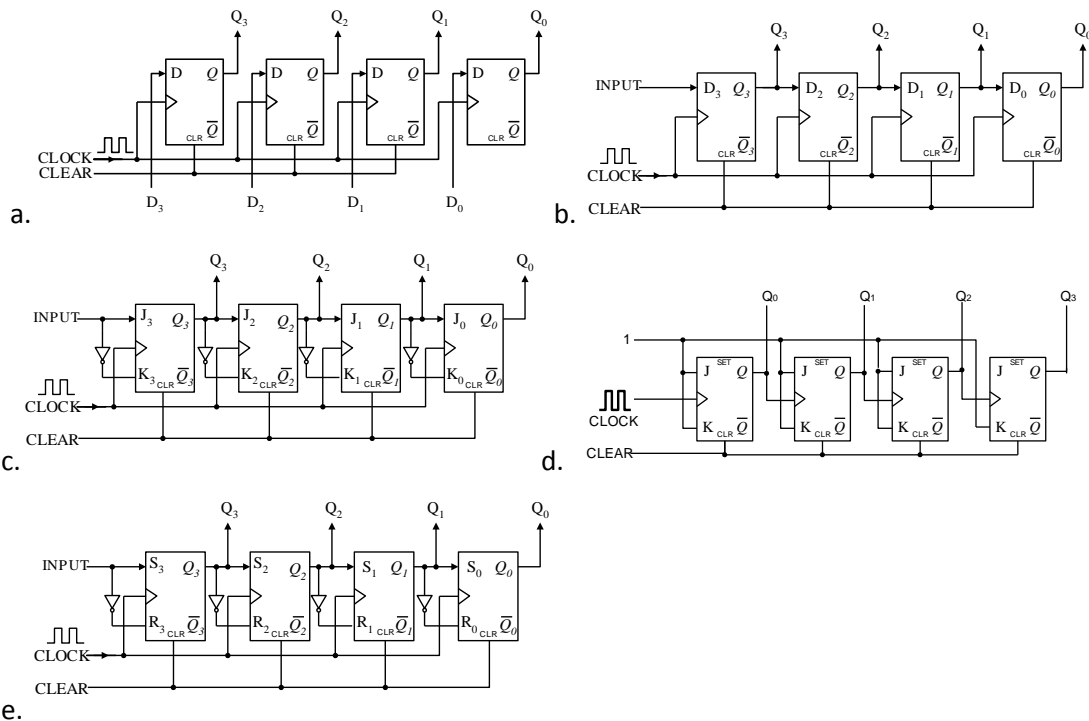 Q3 Q2 Q1 Q0
D Q D Q D Q D Q
Q̅ Q̅ Q̅ Q̅
CLR CLR CLR CLR
CLOCK
CLEAR
D3 D2 D1 D0
a.
Q3 Q2 Q1 Q0
INPUT D3 Q3 D2 Q2 D1 Q1 D0 Q0
CLR Q̅3 CLR Q̅2 CLR Q̅1 CLR Q̅0
CLOCK
CLEAR
b.
Q3 Q2 Q1 Q0
INPUT J3 Q3 J2 Q2 J1 Q1 J0 Q0
K3 CLR Q̅3 K2 CLR Q̅2 K1 CLR Q̅1 K0 CLR Q̅0
CLOCK
CLEAR
c.
Q0 Q1 Q2 Q3
1
SET SET SET SET
J Q J Q J Q J Q
CLOCK
K CLR Q̅ K CLR Q̅ K CLR Q̅ K CLR Q̅
CLEAR
d.
Q3 Q2 Q1 Q0
INPUT S3 Q3 S2 Q2 S1 Q1 S0 Q0
R3 CLR Q̅3 R2 CLR Q̅2 R1 CLR Q̅1 R0 CLR Q̅0
CLOCK
CLEAR
e.